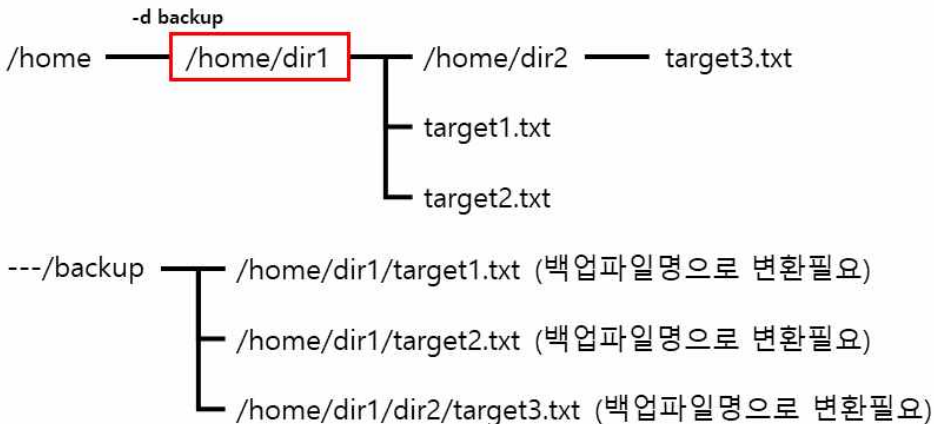 -d backup
/home /home/dir1 /home/dir2 target3.txt
target1.txt
target2.txt
---/backup /home/dir1/target1.txt (백업파일명으로 변환필요)
/home/dir1/target2.txt (백업파일명으로 변환필요)
/home/dir1/dir2/target3.txt (백업파일명으로 변환필요)